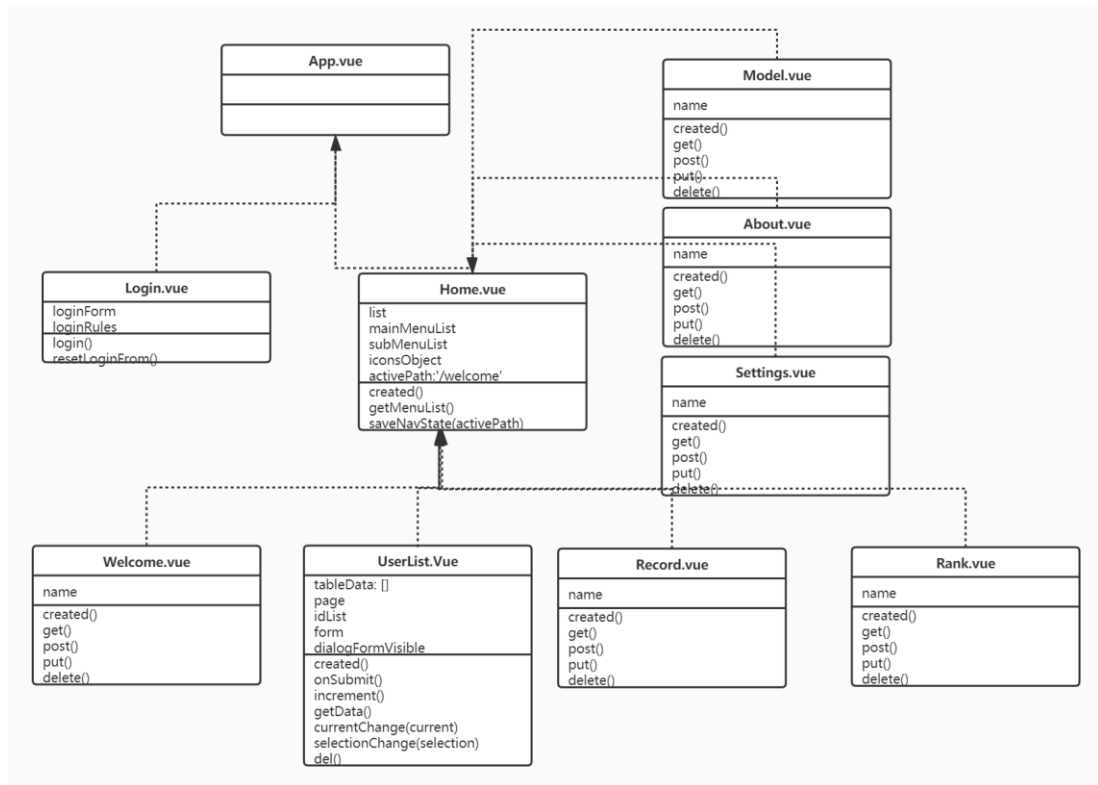 App.vue
Model.vue
name
created()
get()
post()
put()
delete()
About.vue
name
created()
get()
post()
put()
delete()
Login.vue
loginForm
loginRules
login()
resetLoginFrom()
Home.vue
list
mainMenuList
subMenuList
iconsObject
activePath:'/welcome'
created()
getMenuList()
saveNavState(activePath)
Settings.vue
name
created()
get()
post()
put()
delete()
Welcome.vue
name
created()
get()
post()
put()
delete()
UserList.Vue
tableData: []
page
idList
form
dialogFormVisible
created()
onSubmit()
increment()
getData()
currentChange(current)
selectionChange(selection)
del()
Record.vue
name
created()
get()
post()
put()
delete()
Rank.vue
name
created()
get()
post()
put()
delete()